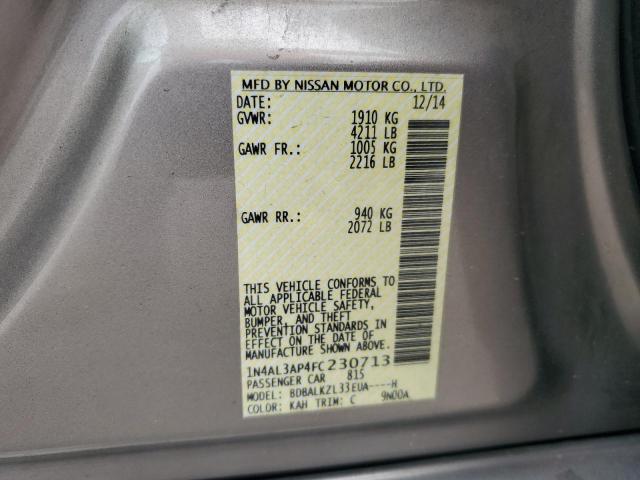 MFD BY NISSAN MOTOR CO., LTD.
DATE: 12/14
GVWR: 1910 KG
4211 LB
GAWR FR.: 1005 KG
2216 LB
GAWR RR.: 940 KG
2072 LB
THIS VEHICLE CONFORMS TO
ALL APPLICABLE FEDERAL
MOTOR VEHICLE SAFETY,
BUMPER, AND THEFT
PREVENTION STANDARDS IN
EFFECT ON THE DATE OF
MANUFACTURE SHOWN ABOVE
1N4AL3AP4FC230713
PASSENGER CAR 815
MODEL: BDBALKZL33EUA----H
COLOR: KAH TRIM: C 9N00A